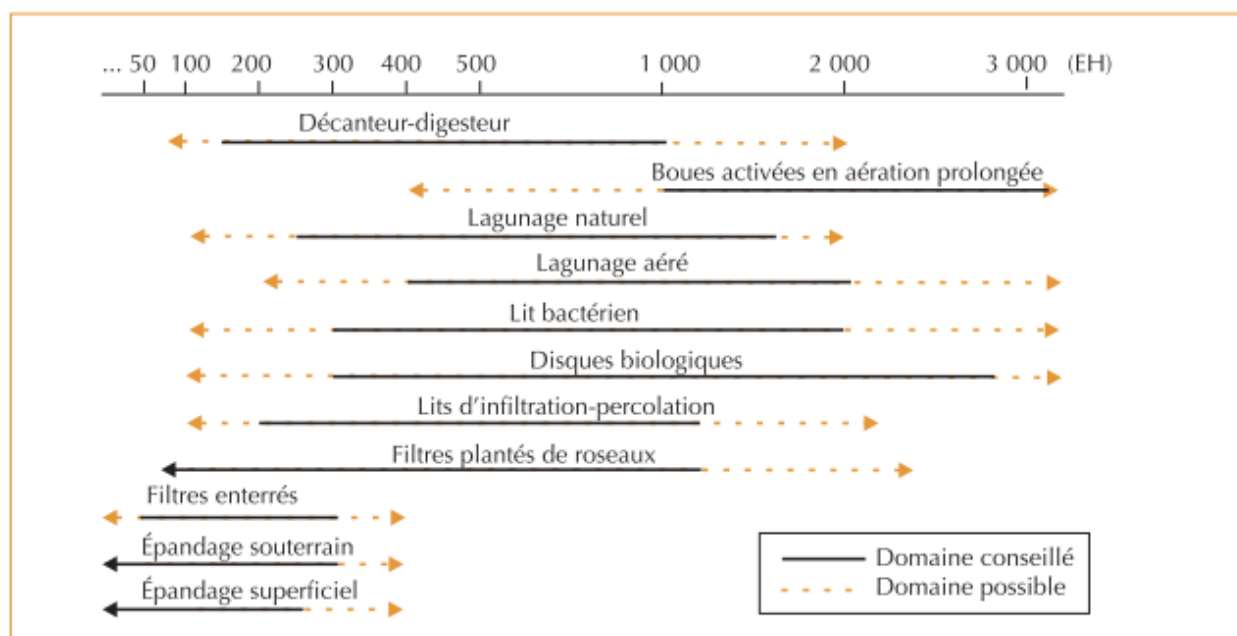 ... 50 100 200 300 400 500 1 000 2 000 3 000 (EH)
Décanteur-digesteur
Boues activées en aération prolongée
Lagunage naturel
Lagunage aéré
Lit bactérien
Disques biologiques
Lits d'infiltration-percolation
Filtres plantés de roseaux
Filtres enterrés
Épandage souterrain
Épandage superficiel
Domaine conseillé
Domaine possible